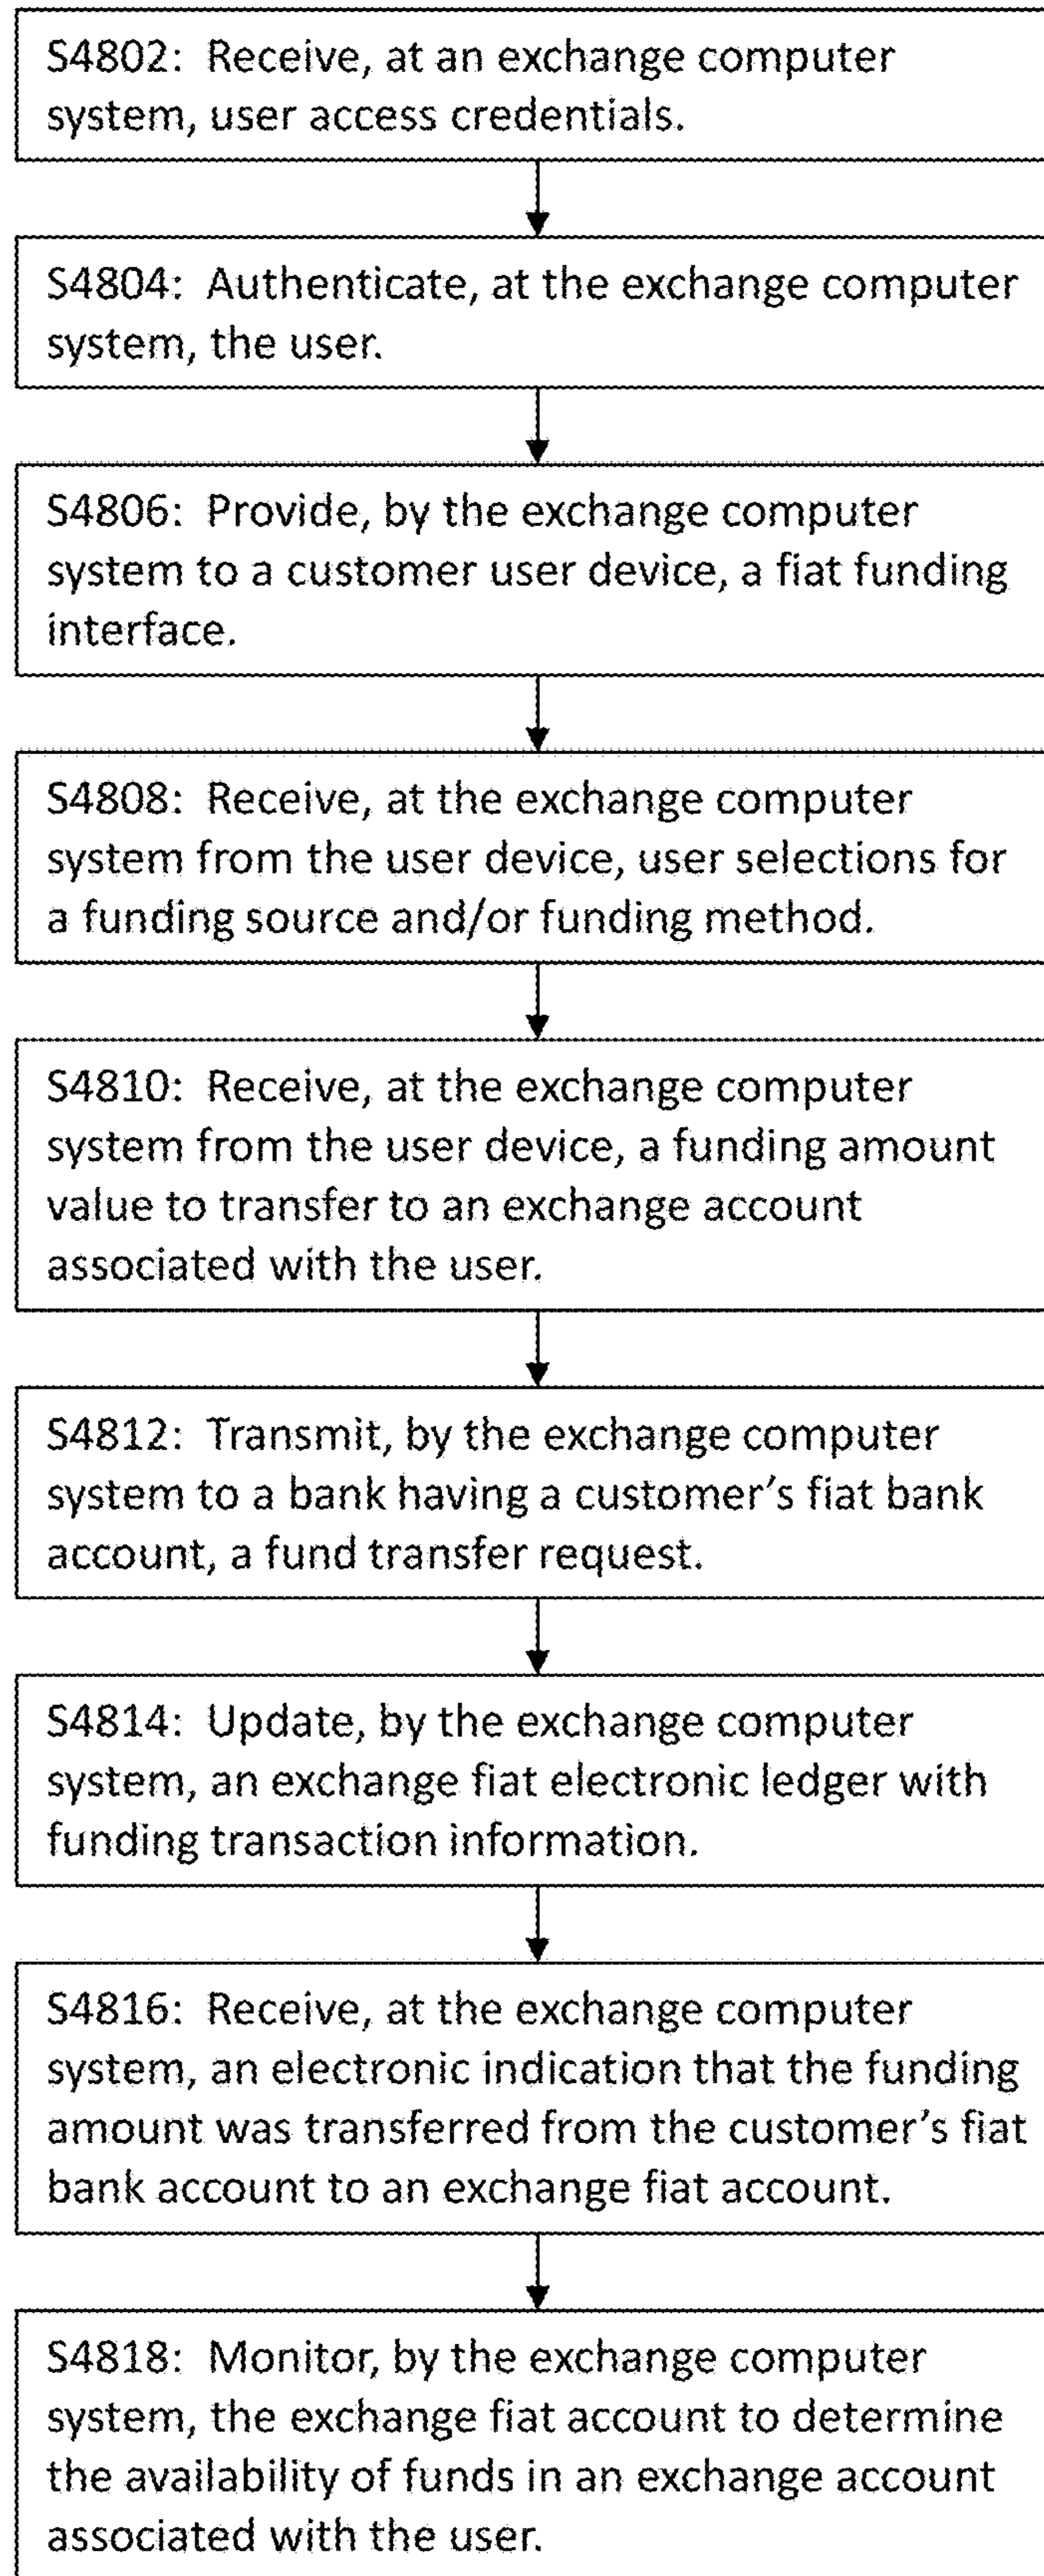 S4802: Receive, at an exchange computer
system, user access credentials.
S4804: Authenticate, at the exchange computer
system, the user.
S4806: Provide, by the exchange computer
system to a customer user device, a fiat funding
interface.
S4808: Receive, at the exchange computer
system from the user device, user selections for
a funding source and/or funding method.
S4810: Receive, at the exchange computer
system from the user device, a funding amount
value to transfer to an exchange account
associated with the user.
S4812: Transmit, by the exchange computer
system to a bank having a customer's fiat bank
account, a fund transfer request.
S4814: Update, by the exchange computer
system, an exchange fiat electronic ledger with
funding transaction information.
S4816: Receive, at the exchange computer
system, an electronic indication that the funding
amount was transferred from the customer's fiat
bank account to an exchange fiat account.
S4818: Monitor, by the exchange computer
system, the exchange fiat account to determine
the availability of funds in an exchange account
associated with the user.